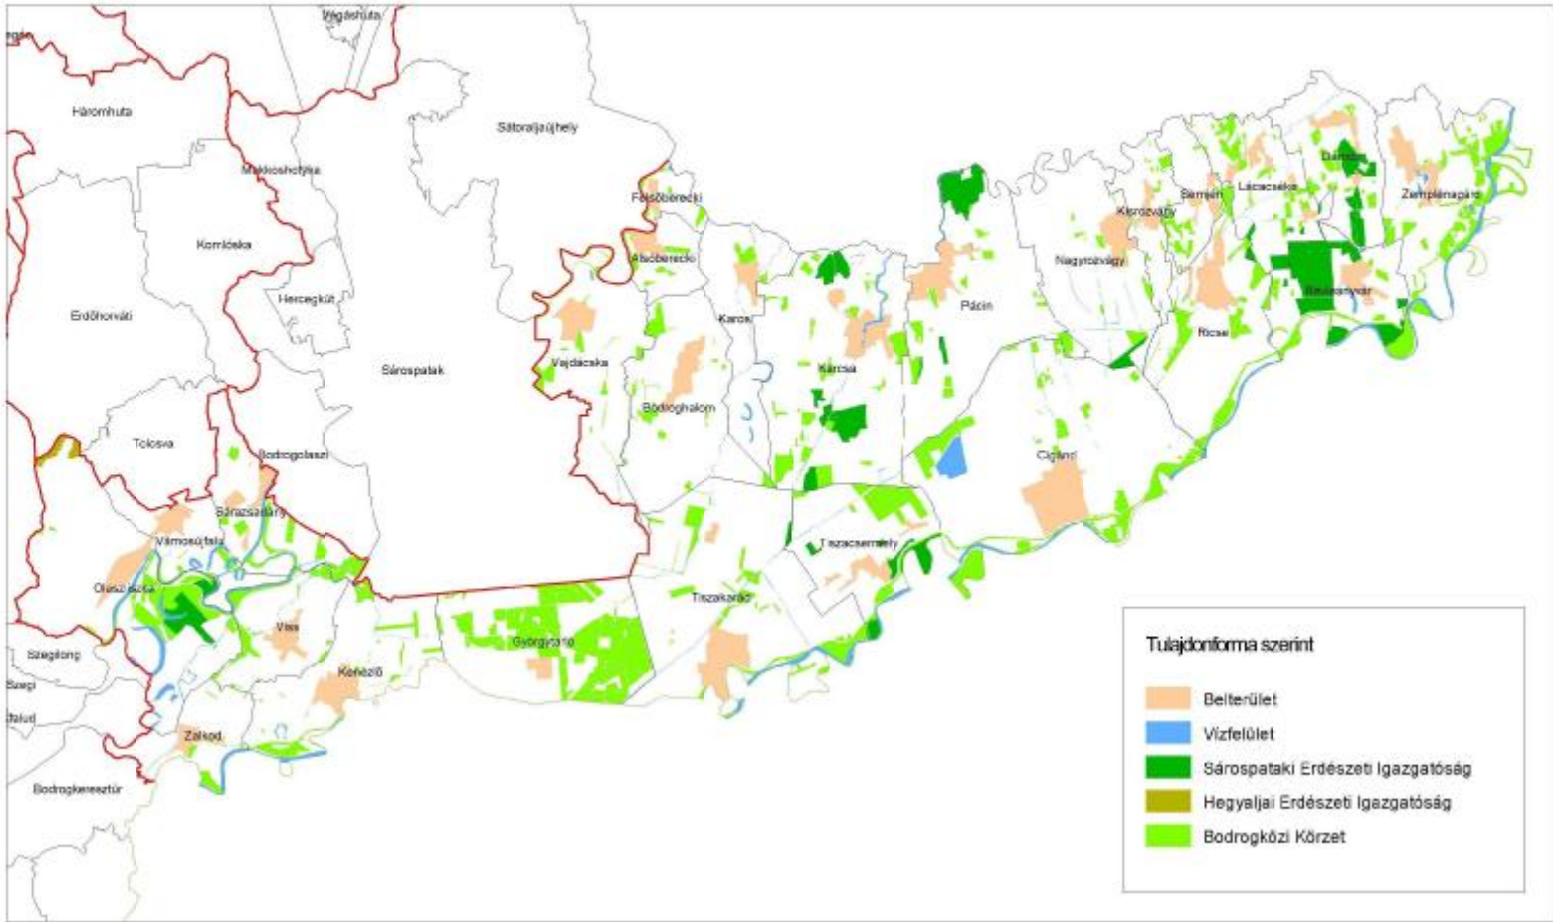 Végáshuta
Háromhuta
Sátoraljaújhely
Makkoshotyka
Komlóska
Hercegkút
Erdőhorváti
Sárospatak
Tolcsva
Bodrogolaszi
Sárazsadány
Vámosújfalu
Olaszliszka
Viss
Kenézlő
Szegilong
Szegi
Zalkod
Bodrogkeresztúr
Felsőberecki
Alsóberecki
Karos
Vajdácska
Bodroghalom
Karcsa
Pácin
Nagyrozvágy
Kisrozvágy
Semjén
Lácacséke
Dámóc
Zemplénagárd
Révleányvár
Ricse
Cigánd
Tiszacsermely
Tiszakarád
Györgytarló
Tulajdonforma szerint
Belterület
Vízfelület
Sárospataki Erdészeti Igazgatóság
Hegyaljai Erdészeti Igazgatóság
Bodrogközi Körzet